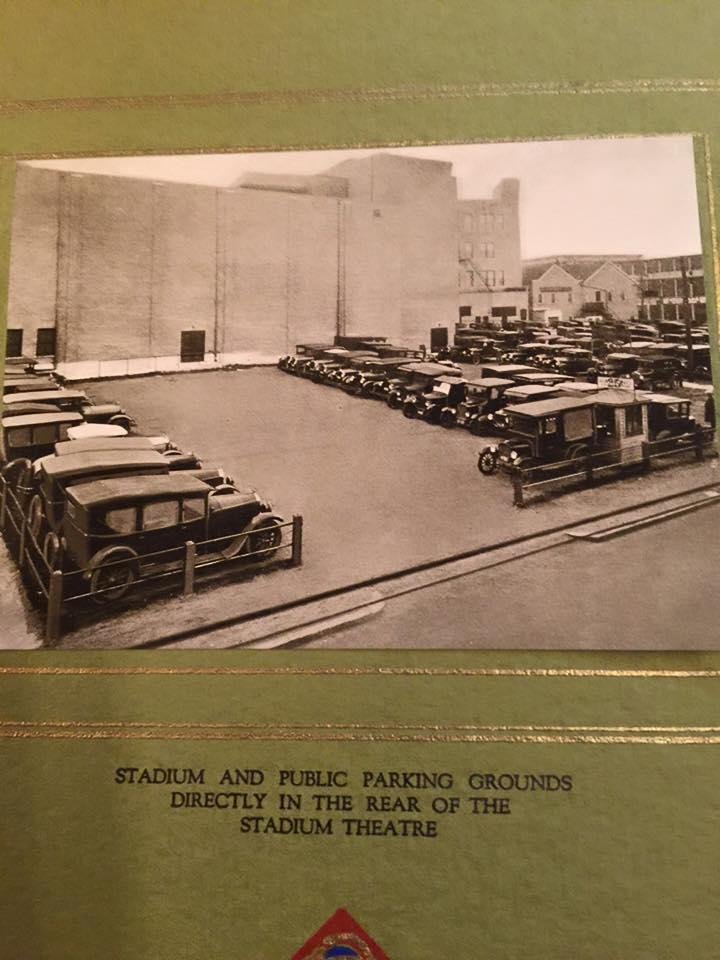 STADIUM AND PUBLIC PARKING GROUNDS
DIRECTLY IN THE REAR OF THE
STADIUM THEATRE